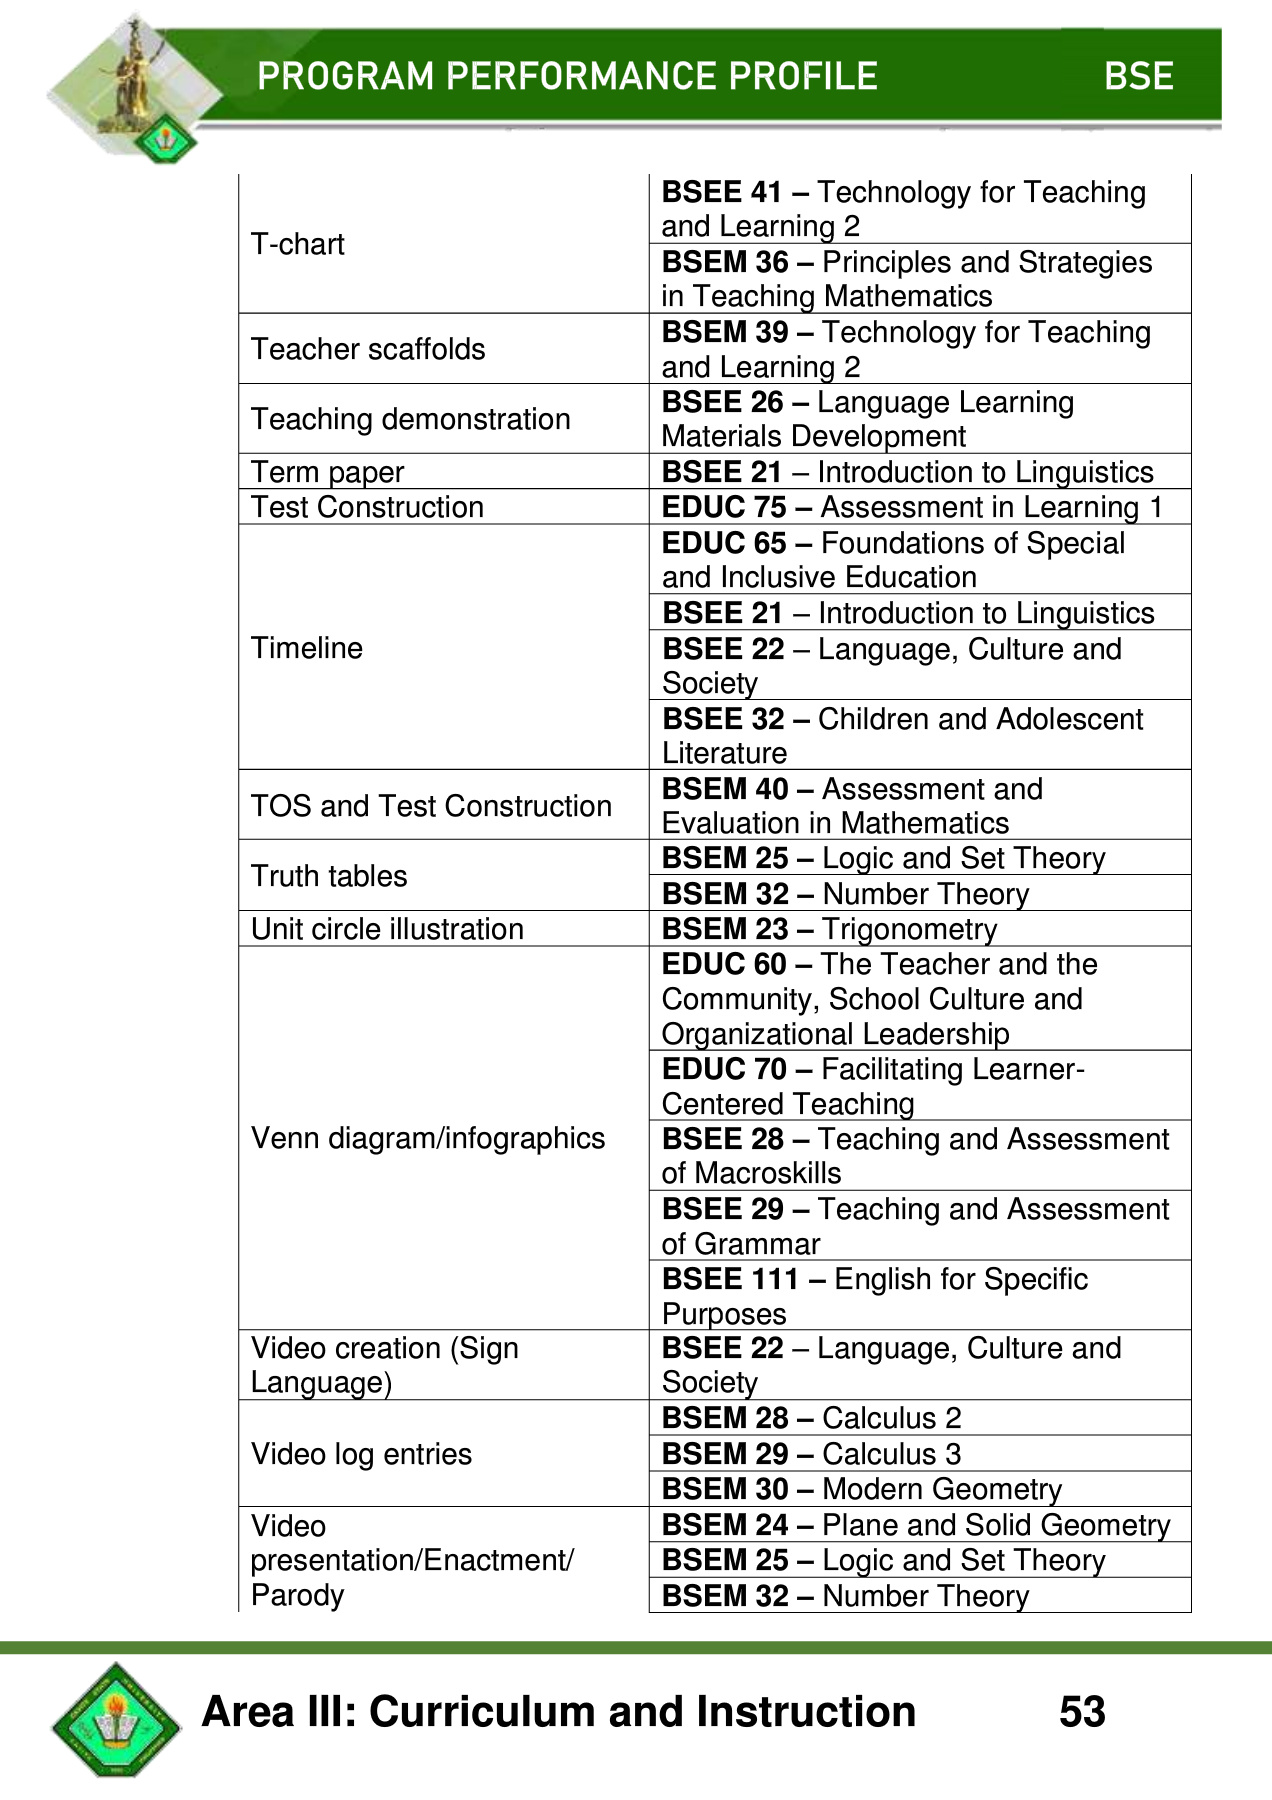 PROGRAM PERFORMANCE PROFILE BSE
T-chart
BSEE 41 – Technology for Teaching
and Learning 2
BSEM 36 – Principles and Strategies
in Teaching Mathematics
Teacher scaffolds
BSEM 39 – Technology for Teaching
and Learning 2
Teaching demonstration
BSEE 26 – Language Learning
Materials Development
Term paper
BSEE 21 – Introduction to Linguistics
Test Construction
EDUC 75 – Assessment in Learning 1
Timeline
EDUC 65 – Foundations of Special
and Inclusive Education
BSEE 21 – Introduction to Linguistics
BSEE 22 – Language, Culture and
Society
BSEE 32 – Children and Adolescent
Literature
TOS and Test Construction
BSEM 40 – Assessment and
Evaluation in Mathematics
Truth tables
BSEM 25 – Logic and Set Theory
BSEM 32 – Number Theory
Unit circle illustration
BSEM 23 – Trigonometry
Venn diagram/infographics
EDUC 60 – The Teacher and the
Community, School Culture and
Organizational Leadership
EDUC 70 – Facilitating Learner-
Centered Teaching
BSEE 28 – Teaching and Assessment
of Macroskills
BSEE 29 – Teaching and Assessment
of Grammar
BSEE 111 – English for Specific
Purposes
Video creation (Sign
Language)
BSEE 22 – Language, Culture and
Society
Video log entries
BSEM 28 – Calculus 2
BSEM 29 – Calculus 3
BSEM 30 – Modern Geometry
Video
presentation/Enactment/
Parody
BSEM 24 – Plane and Solid Geometry
BSEM 25 – Logic and Set Theory
BSEM 32 – Number Theory
Area III: Curriculum and Instruction 53